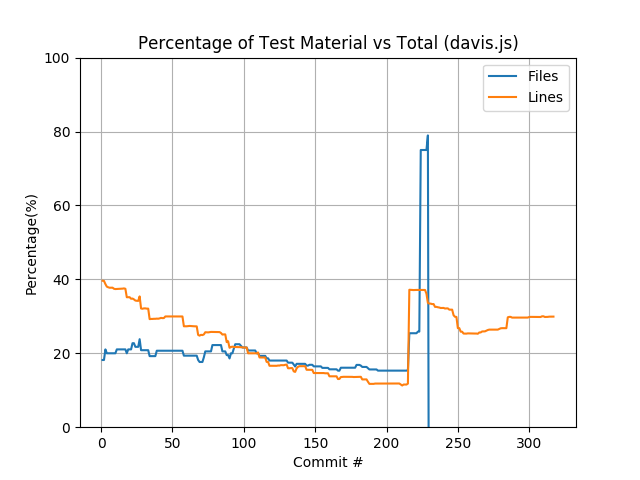 Percentage of Test Material vs Total (davis.js)
Files
Lines
100
80
60
40
20
0
Percentage(%)
0 50 100 150 200 250 300
Commit #